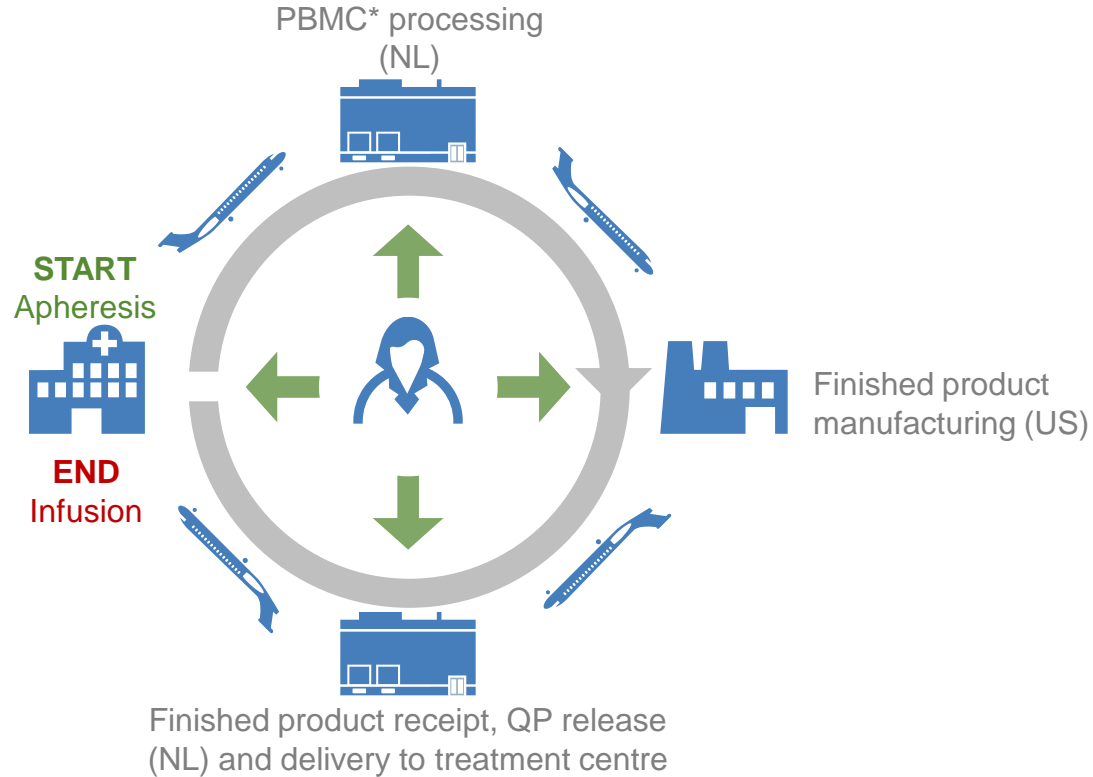 PBMC* processing
(NL)
START
Apheresis
Finished product
manufacturing (US)
END
Infusion
Finished product receipt, QP release
(NL) and delivery to treatment centre